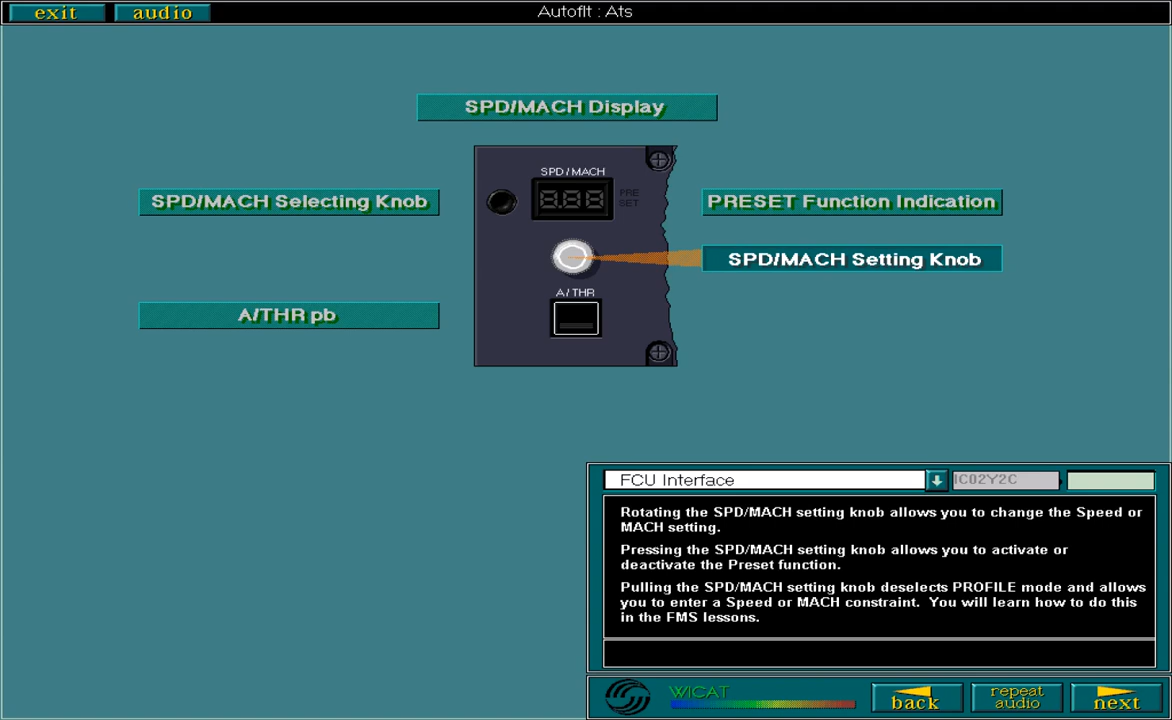 exit
audio
Autoflt : Ats
SPD/MACH Display
SPD/MACH
PRE
SET
SPD/MACH Selecting Knob
PRESET Function Indication
SPD/MACH Setting Knob
A/THR
A/THR pb
FCU Interface
IC02Y2C
Rotating the SPD/MACH setting knob allows you to change the Speed or
MACH setting.
Pressing the SPD/MACH setting knob allows you to activate or
deactivate the Preset function.
Pulling the SPD/MACH setting knob deselects PROFILE mode and allows
you to enter a Speed or MACH constraint. You will learn how to do this
in the FMS lessons.
WICAT
back
repeat
audio
next